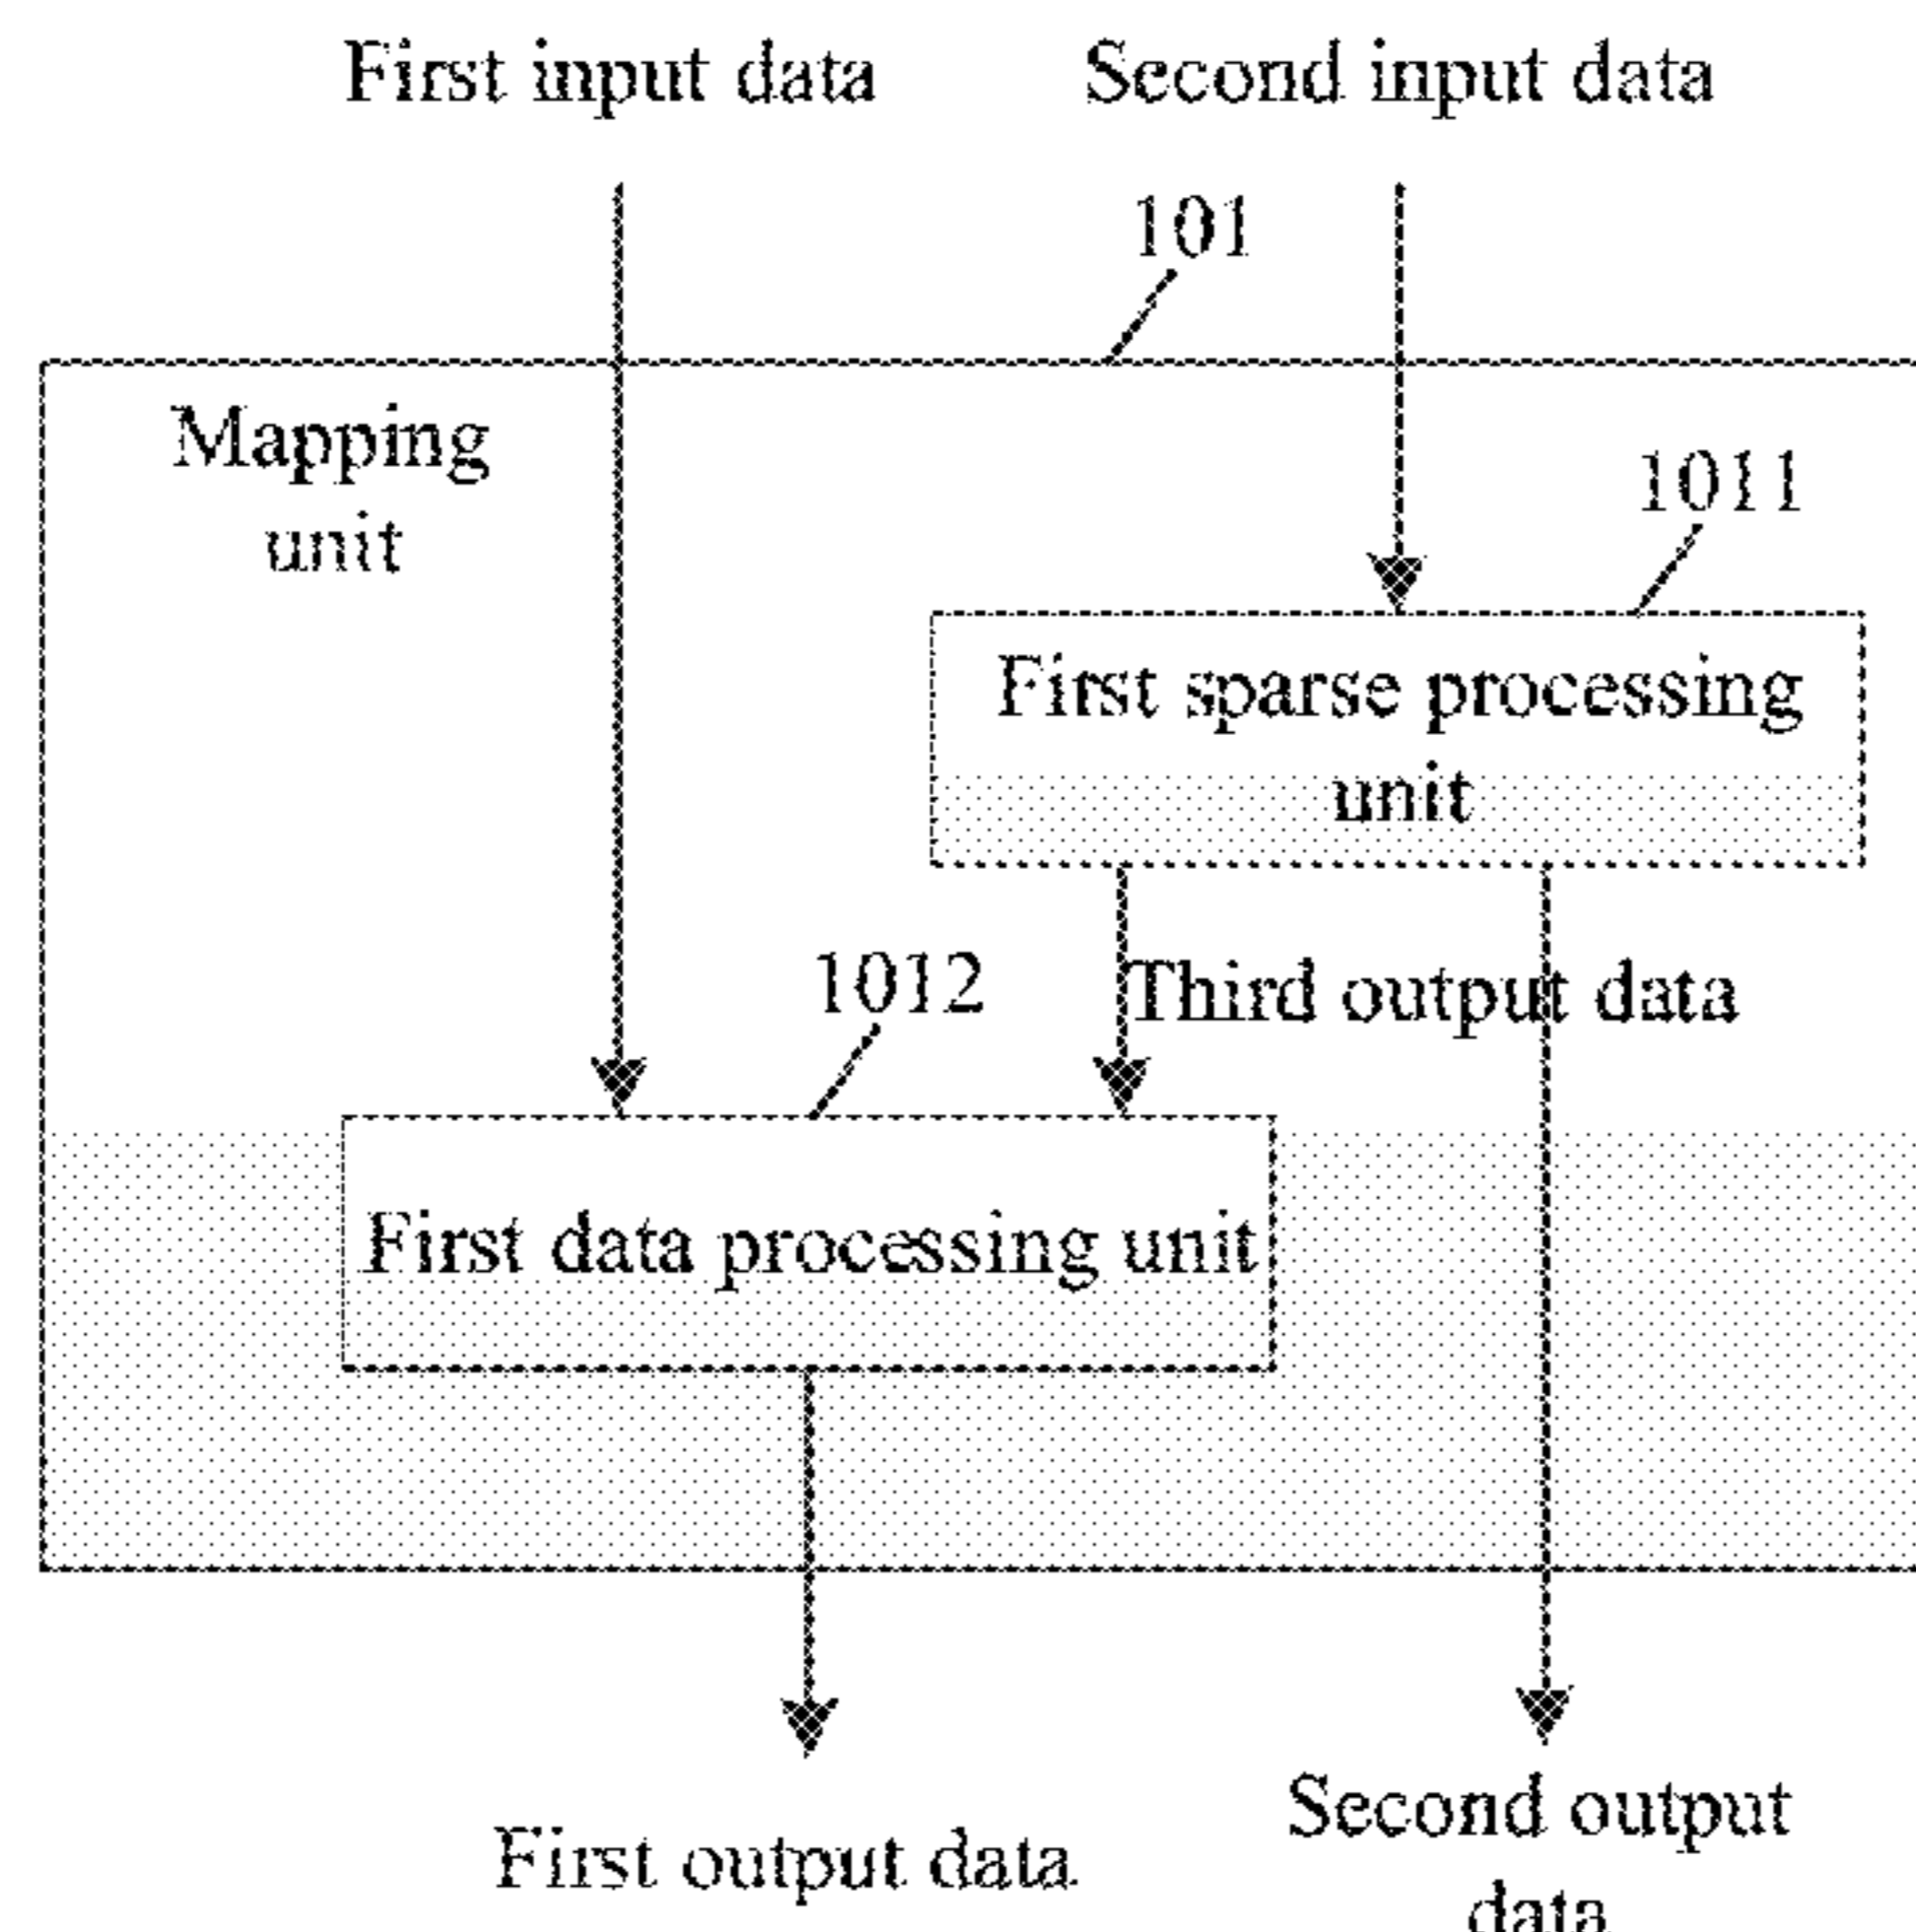 First input data
Second input data
101
Mapping
unit
1011
First sparse processing
unit
1012
Third output data
First data processing unit
First output data
Second output
data